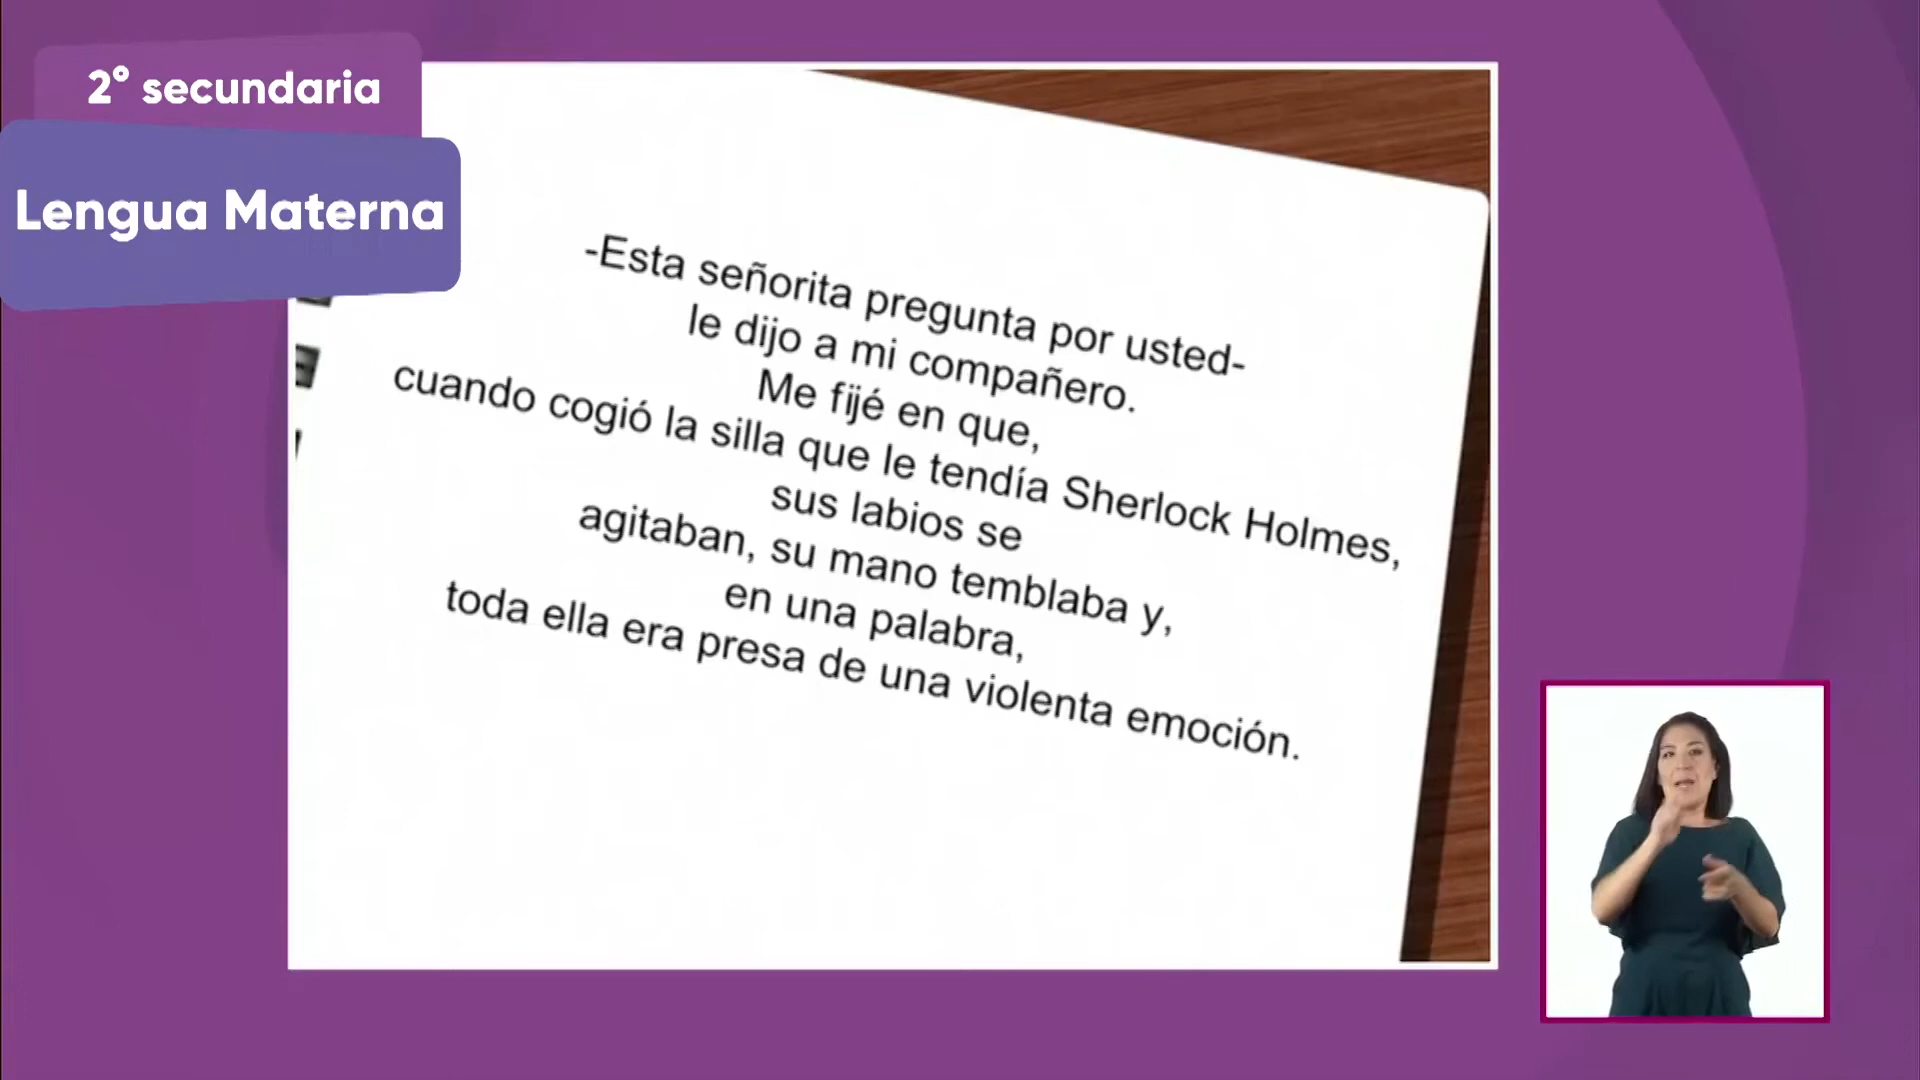 2° secundaria
Lengua Materna
-Esta señorita pregunta por usted-
le dijo a mi compañero.
Me fijé en que,
cuando cogió la silla que le tendía Sherlock Holmes,
sus labios se
agitaban, su mano temblaba y,
en una palabra,
toda ella era presa de una violenta emoción.